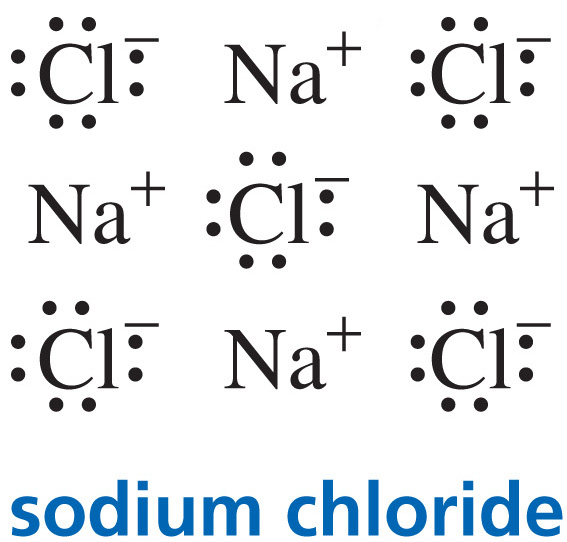 Cl⁻ Na⁺ Cl⁻
Na⁺ Cl⁻ Na⁺
Cl⁻ Na⁺ Cl⁻
sodium chloride